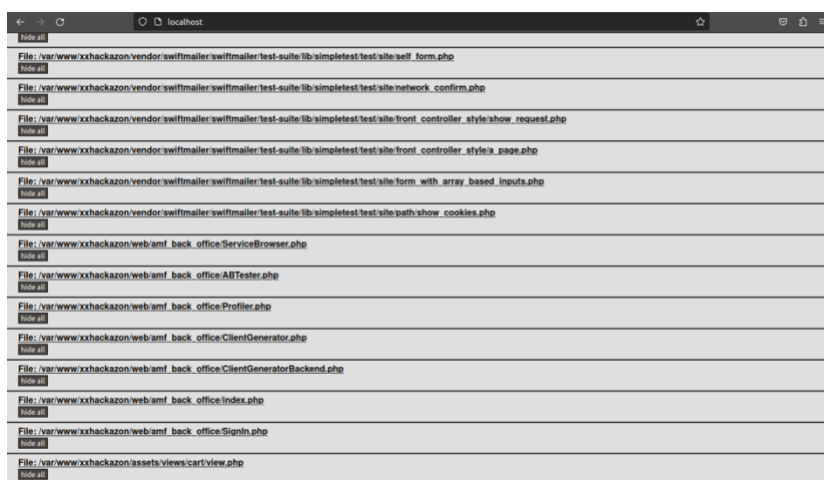 localhost
hide all
File: /var/www/xxhackazon/vendor/swiftmailer/swiftmailer/test-suite/lib/simpletest/test/site/self_form.php
hide all
File: /var/www/xxhackazon/vendor/swiftmailer/swiftmailer/test-suite/lib/simpletest/test/site/network_confirm.php
hide all
File: /var/www/xxhackazon/vendor/swiftmailer/swiftmailer/test-suite/lib/simpletest/test/site/front_controller_style/show_request.php
hide all
File: /var/www/xxhackazon/vendor/swiftmailer/swiftmailer/test-suite/lib/simpletest/test/site/front_controller_style/a_page.php
hide all
File: /var/www/xxhackazon/vendor/swiftmailer/swiftmailer/test-suite/lib/simpletest/test/site/form_with_array_based_inputs.php
hide all
File: /var/www/xxhackazon/vendor/swiftmailer/swiftmailer/test-suite/lib/simpletest/test/site/path/show_cookies.php
hide all
File: /var/www/xxhackazon/web/amf_back_office/ServiceBrowser.php
hide all
File: /var/www/xxhackazon/web/amf_back_office/ABTester.php
hide all
File: /var/www/xxhackazon/web/amf_back_office/Profiler.php
hide all
File: /var/www/xxhackazon/web/amf_back_office/ClientGenerator.php
hide all
File: /var/www/xxhackazon/web/amf_back_office/ClientGeneratorBackend.php
hide all
File: /var/www/xxhackazon/web/amf_back_office/index.php
hide all
File: /var/www/xxhackazon/web/amf_back_office/SignIn.php
hide all
File: /var/www/xxhackazon/assets/views/cart/view.php
hide all